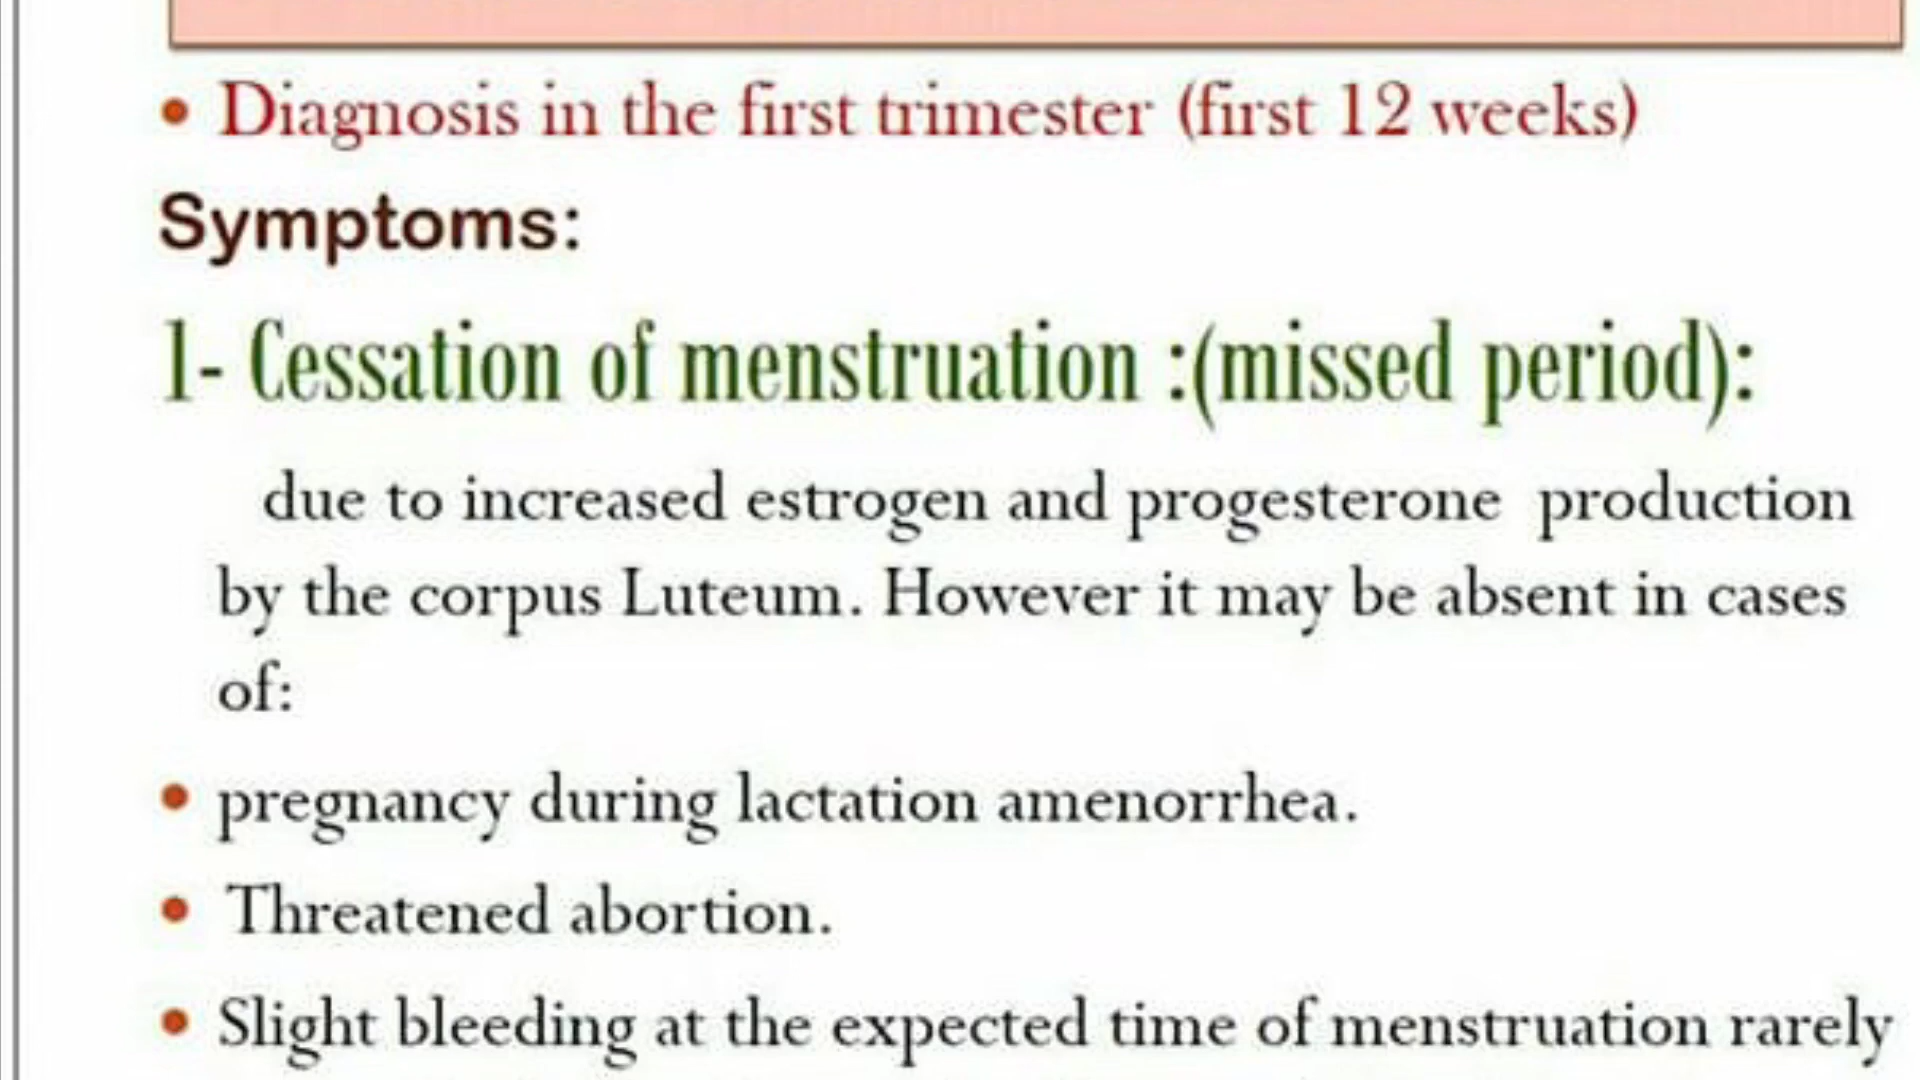 • Diagnosis in the first trimester (first 12 weeks)
Symptoms:
1- Cessation of menstruation :(missed period):
due to increased estrogen and progesterone production
by the corpus Luteum. However it may be absent in cases
of:
• pregnancy during lactation amenorrhea.
• Threatened abortion.
• Slight bleeding at the expected time of menstruation rarely